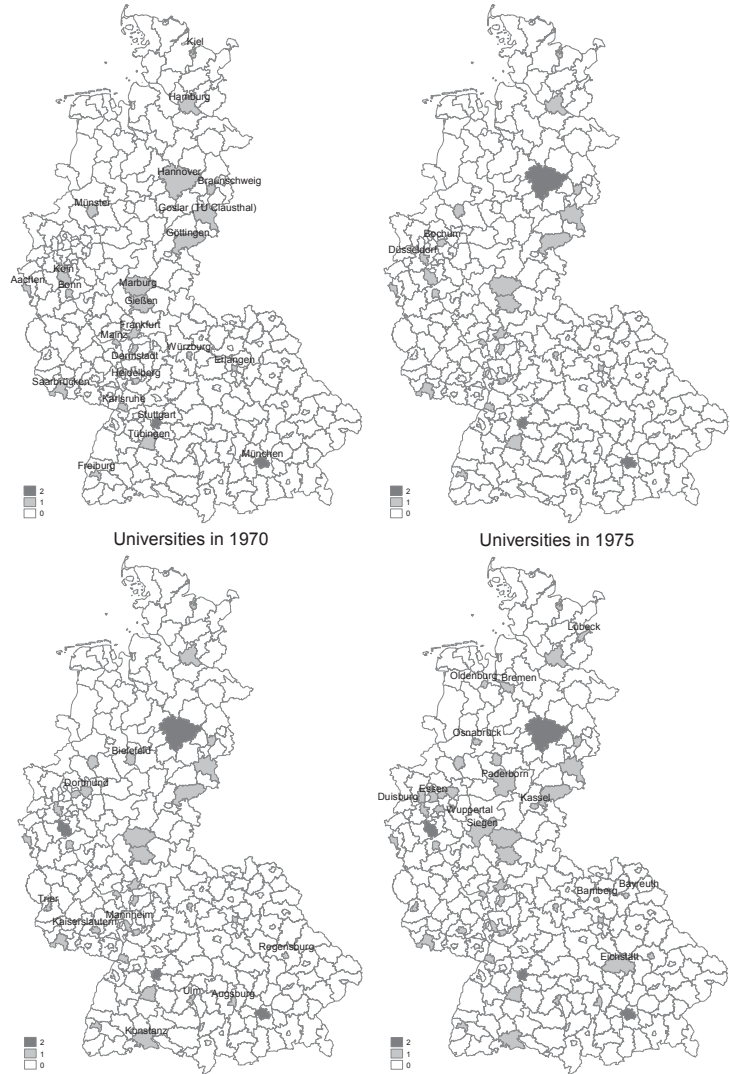 Kiel
Hamburg
Hannover
Braunschweig
Münster
Goslar (TU Clausthal)
Göttingen
Köln
Aachen
Bonn
Marburg
Gießen
Frankfurt
Mainz
Darmstadt
Würzburg
Erlangen
Heidelberg
Saarbrücken
Karlsruhe
Stuttgart
Tübingen
München
Freiburg
2
1
0
Bochum
Düsseldorf
2
1
0
Universities in 1970
Universities in 1975
Bielefeld
Dortmund
Trier
Mannheim
Kaiserslautern
Regensburg
Ulm
Augsburg
Konstanz
2
1
0
Lübeck
Oldenburg
Bremen
Osnabrück
Paderborn
Essen
Duisburg
Kassel
Wuppertal
Siegen
Bayreuth
Bamberg
Eichstätt
2
1
0